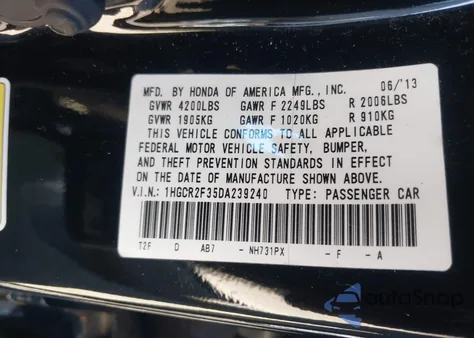 MFD. BY HONDA OF AMERICA MFG., INC. 06/'13
GVWR 4200LBS GAWR F 2249LBS R 2006LBS
GVWR 1905KG GAWR F 1020KG R 910KG
THIS VEHICLE CONFORMS TO ALL APPLICABLE
FEDERAL MOTOR VEHICLE SAFETY, BUMPER,
AND THEFT PREVENTION STANDARDS IN EFFECT
ON THE DATE OF MANUFACTURE SHOWN ABOVE.
V.I.N.: 1HGCR2F35DA239240 TYPE: PASSENGER CAR
T2F D AB7 - NH731PX - F - A
autoSnap